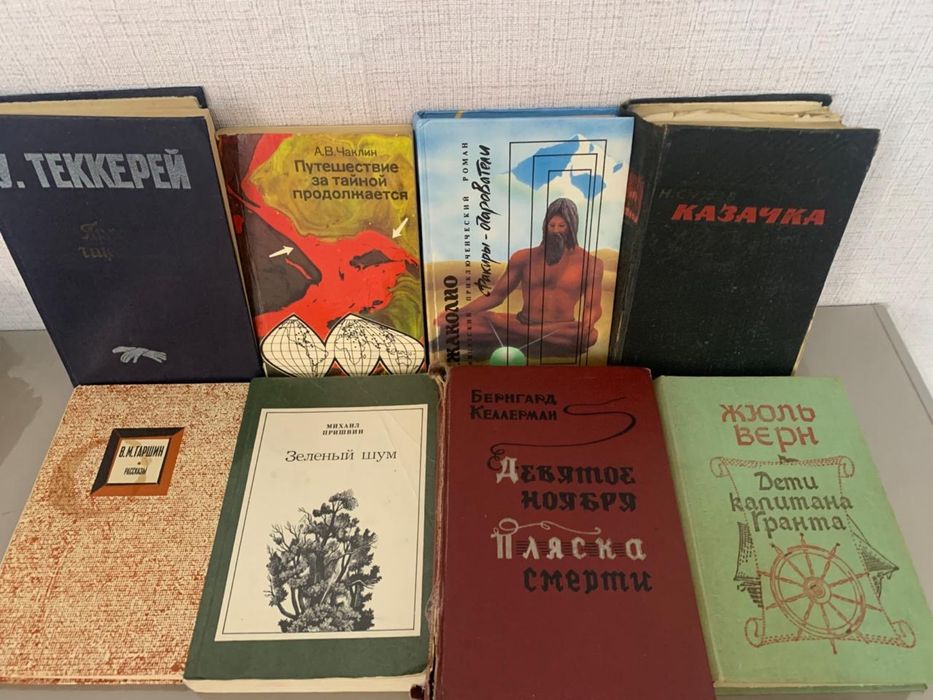 У. ТЕККЕРЕЙ
А.В. Чаклин
Путешествие
за тайной
продолжается
ЖАКОЛИО
ПРИКЛЮЧЕНЧЕСКИЙ РОМАН
Факиры - очарователи
КАЗАЧКА
В. М. ГАРШИН
РАССКАЗЫ
МИХАИЛ
ПРИШВИН
Зеленый шум
БЕРНГАРД
КЕЛЛЕРМАН
ДЕВЯТОЕ
НОЯБРЯ
ПЛЯСКА
СМЕРТИ
ЖЮЛЬ
ВЕРН
Дети
капитана
Гранта